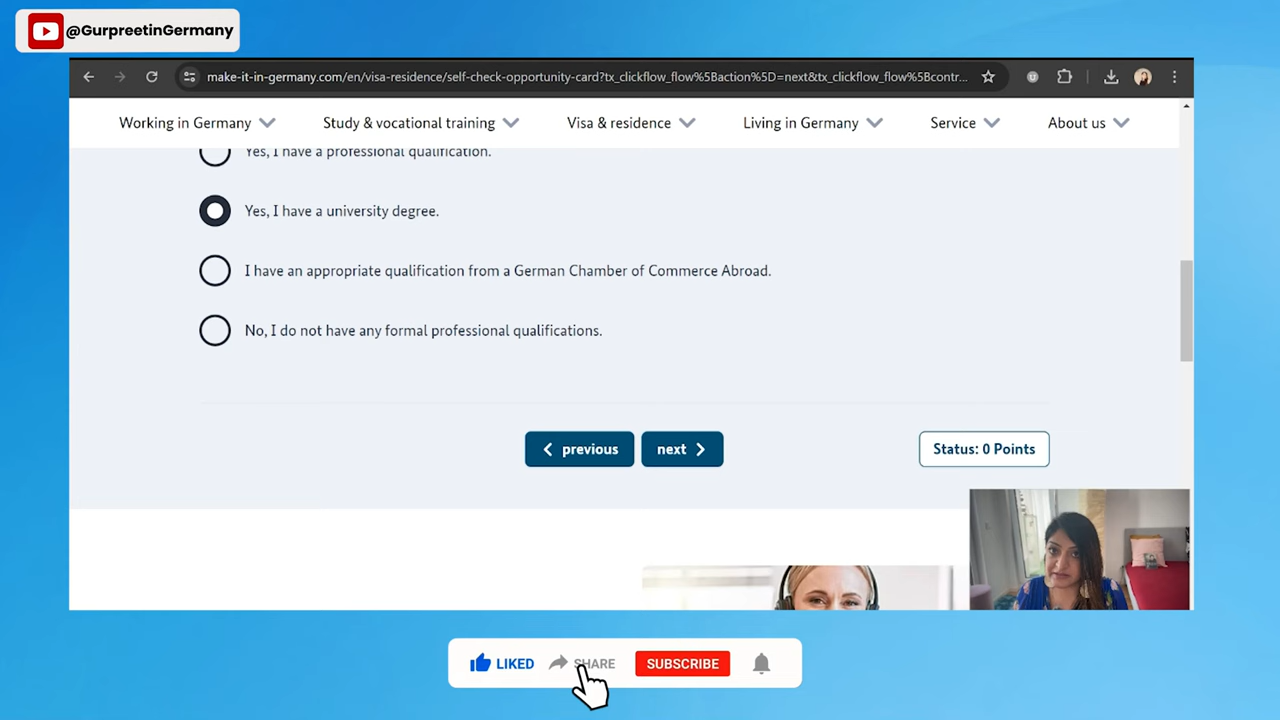 @GurpreetinGermany
make-it-in-germany.com/en/visa-residence/self-check-opportunity-card?tx_clickflow_flow%5Baction%5D=next&tx_clickflow_flow%5Bcontr...
Working in Germany
Study & vocational training
Visa & residence
Living in Germany
Service
About us
Yes, I have a professional qualification.
Yes, I have a university degree.
I have an appropriate qualification from a German Chamber of Commerce Abroad.
No, I do not have any formal professional qualifications.
previous
next
Status: 0 Points
LIKED
SHARE
SUBSCRIBE